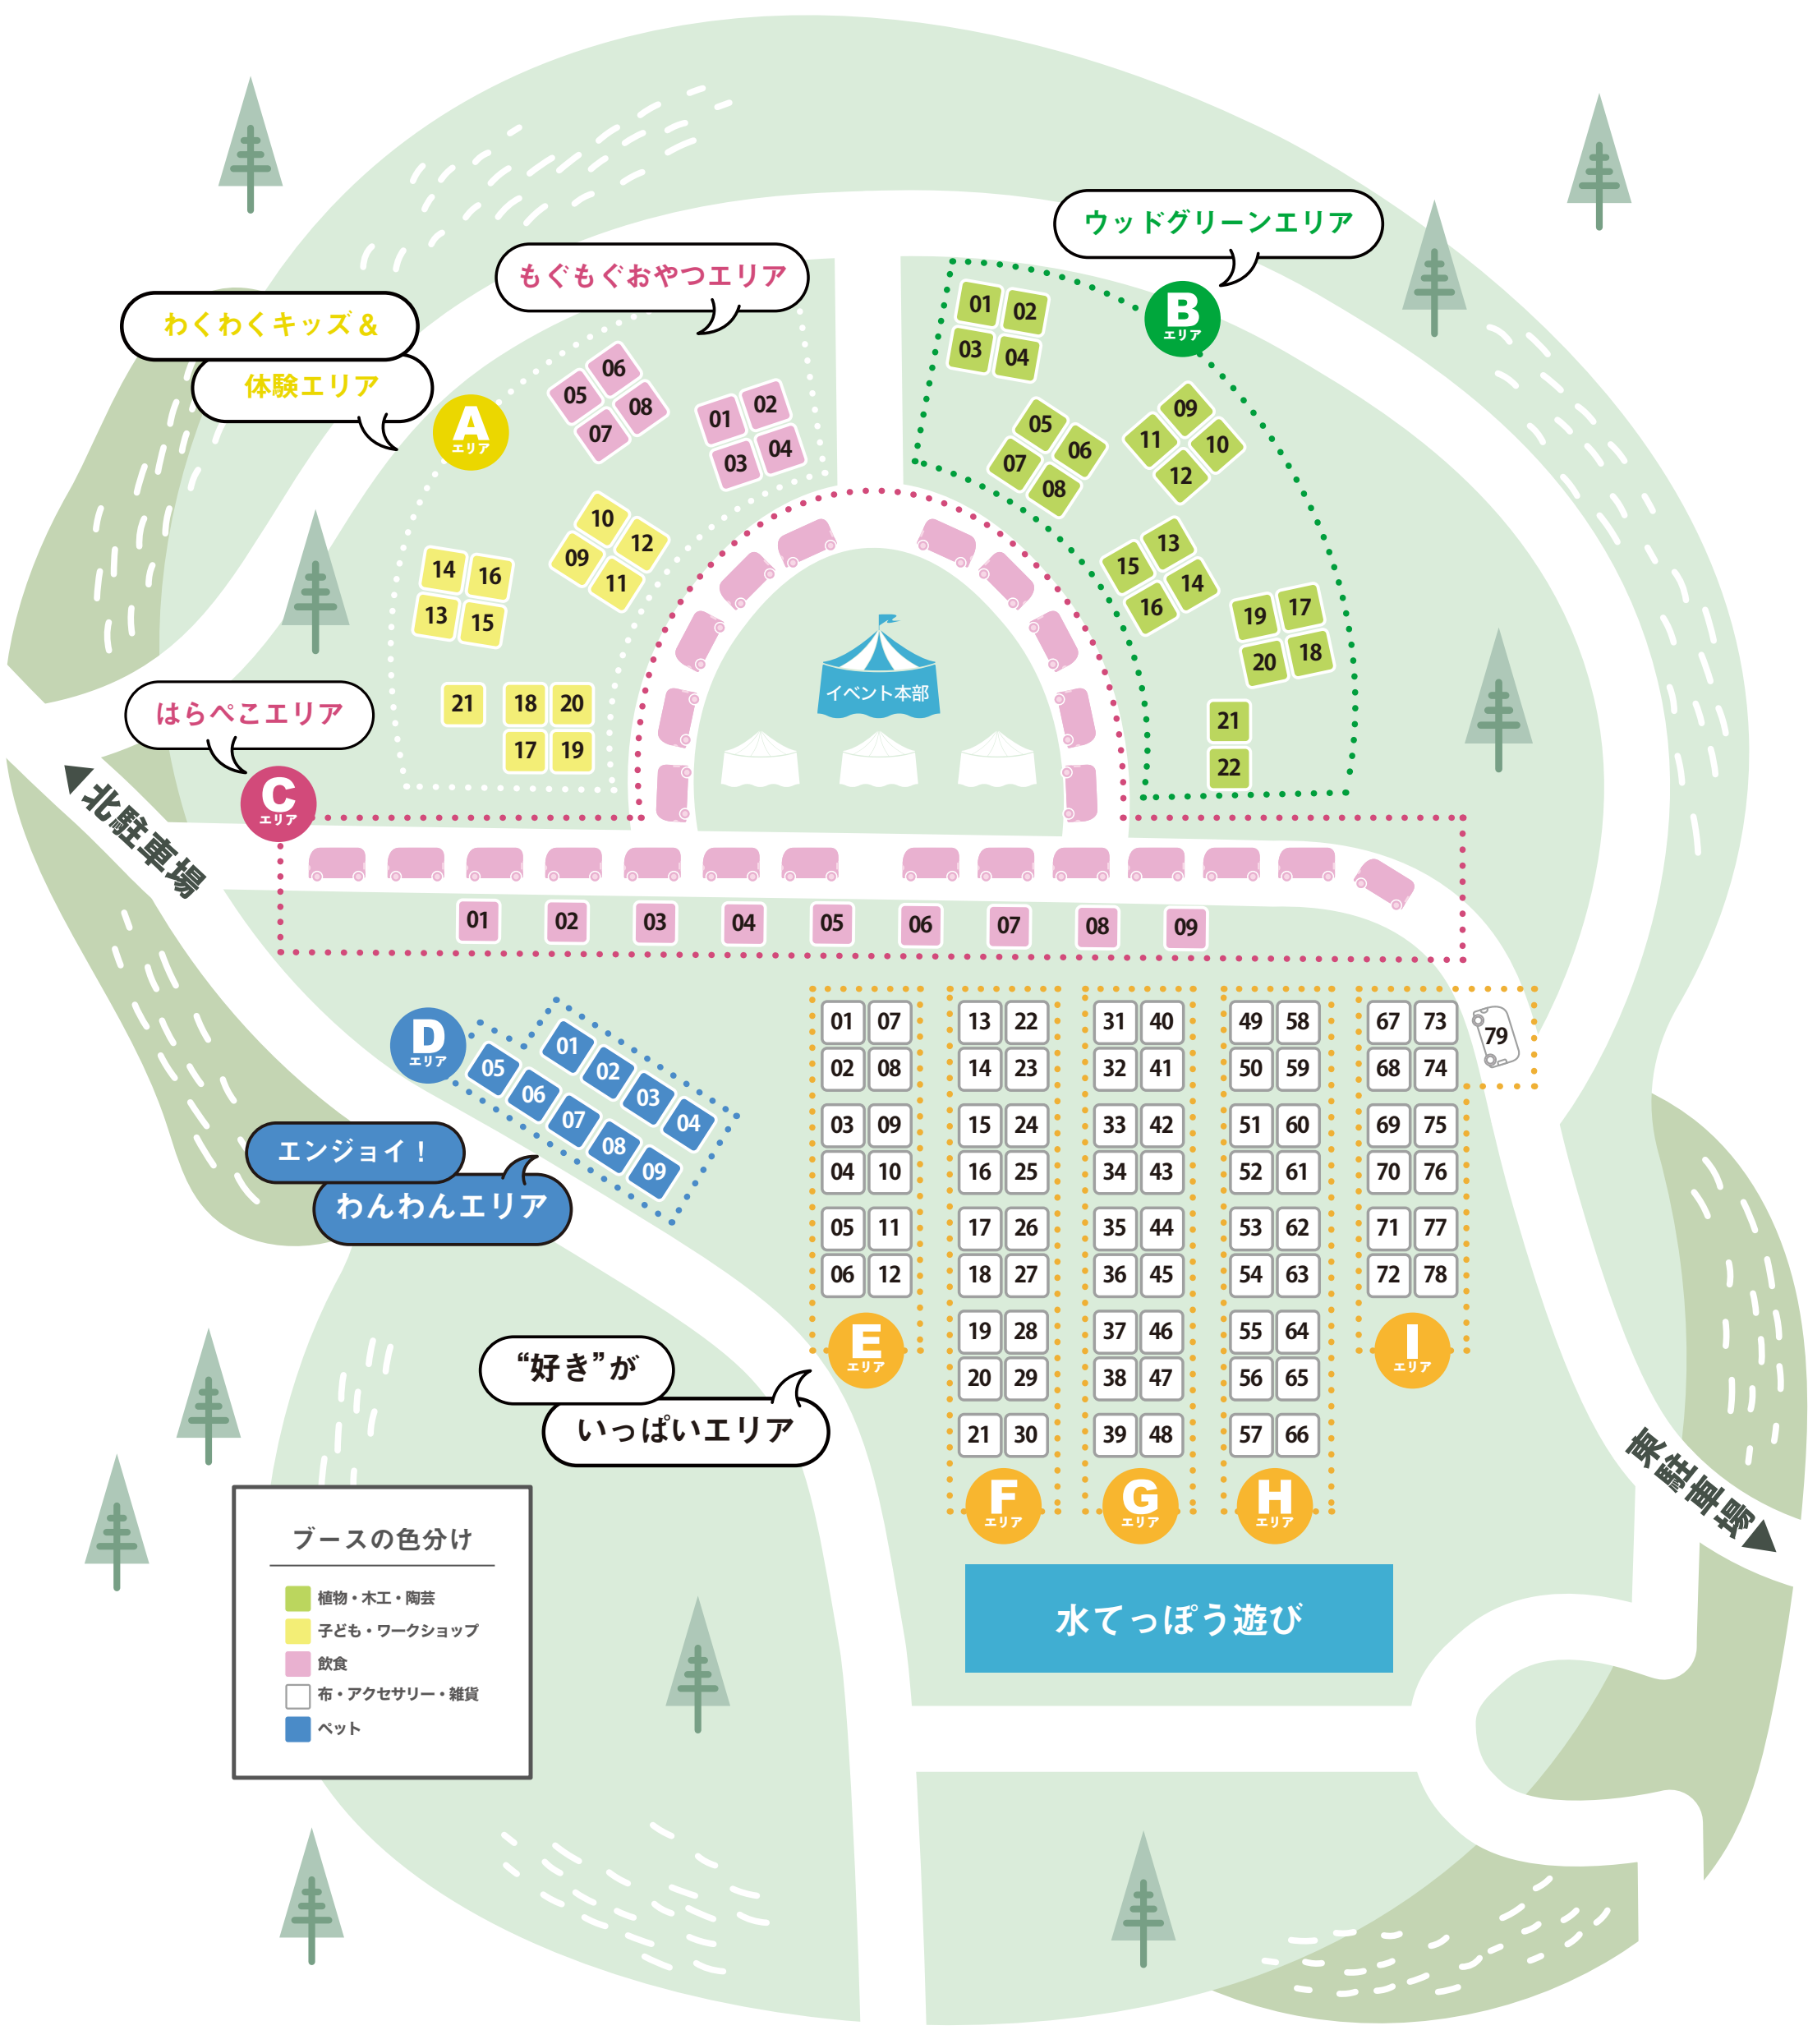 ウッドグリーンエリア
B
エリア
もぐもぐおやつエリア
わくわくキッズ &
体験エリア
A
エリア
06
05 08
07
02
01
04
03
10
12
09
11
14 16
13 15
21 18 20
17 19
01 02
03 04
05
06
07
08
09
11 10
12
13
15
14
16
19 17
20 18
21
22
イベント本部
はらぺこエリア
C
エリア
北駐車場
01 02 03 04 05 06 07 08 09
D
エリア
01
02
03
04
05
06
07
08
09
エンジョイ！
わんわんエリア
01 07 13 22 31 40 49 58 67 73 79
02 08 14 23 32 41 50 59 68 74
03 09 15 24 33 42 51 60 69 75
04 10 16 25 34 43 52 61 70 76
05 11 17 26 35 44 53 62 71 77
06 12 18 27 36 45 54 63 72 78
19 28 37 46 55 64
20 29 38 47 56 65
21 30 39 48 57 66
E
エリア
I
エリア
F
エリア
G
エリア
H
エリア
“好き”が
いっぱいエリア
東駐車場
水てっぽう遊び
ブースの色分け
植物・木工・陶芸
子ども・ワークショップ
飲食
布・アクセサリー・雑貨
ペット